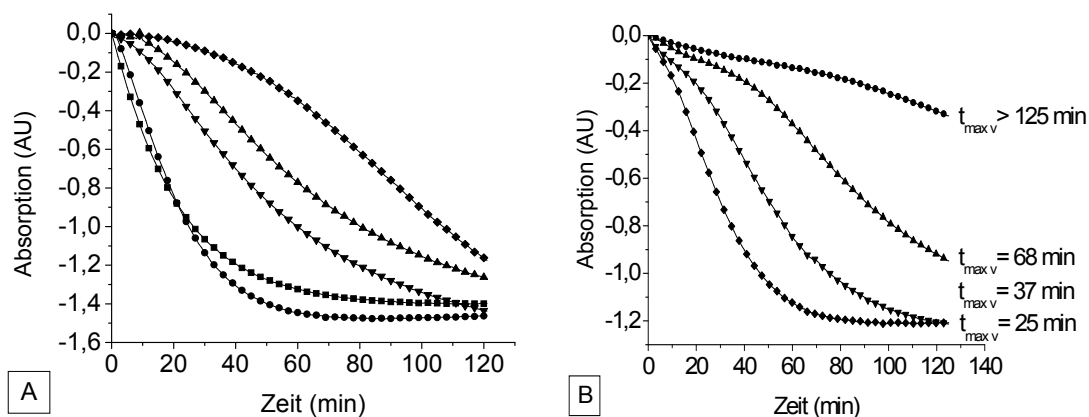 0,0
-0,2
-0,4
-0,6
-0,8
-1,0
-1,2
-1,4
-1,6
Absorption (AU)
0 20 40 60 80 100 120
Zeit (min)
A
0,0
-0,2
-0,4
-0,6
-0,8
-1,0
-1,2
Absorption (AU)
t max v > 125 min
t max v = 68 min
t max v = 37 min
t max v = 25 min
0 20 40 60 80 100 120 140
Zeit (min)
B